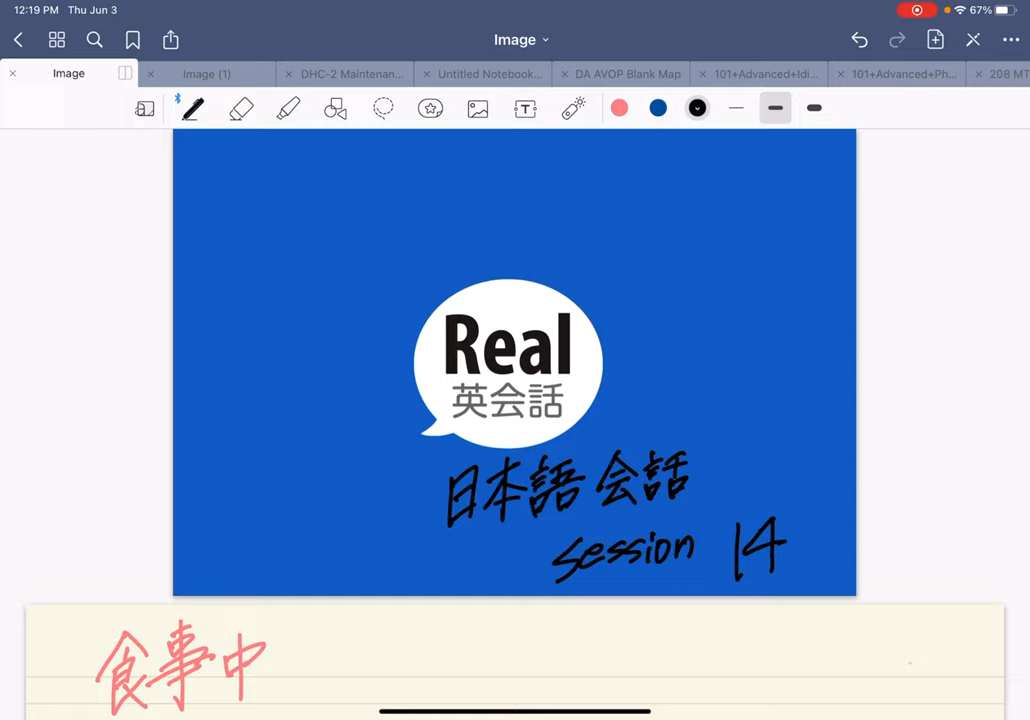 12:19 PM Thu Jun 3
67%
Image
Image
Image (1)
DHC-2 Maintenan...
Untitled Notebook...
DA AVOP Blank Map
101+Advanced+Idi...
101+Advanced+Ph...
208 MT
Real
英会話
日本語会話
session 14
食事中